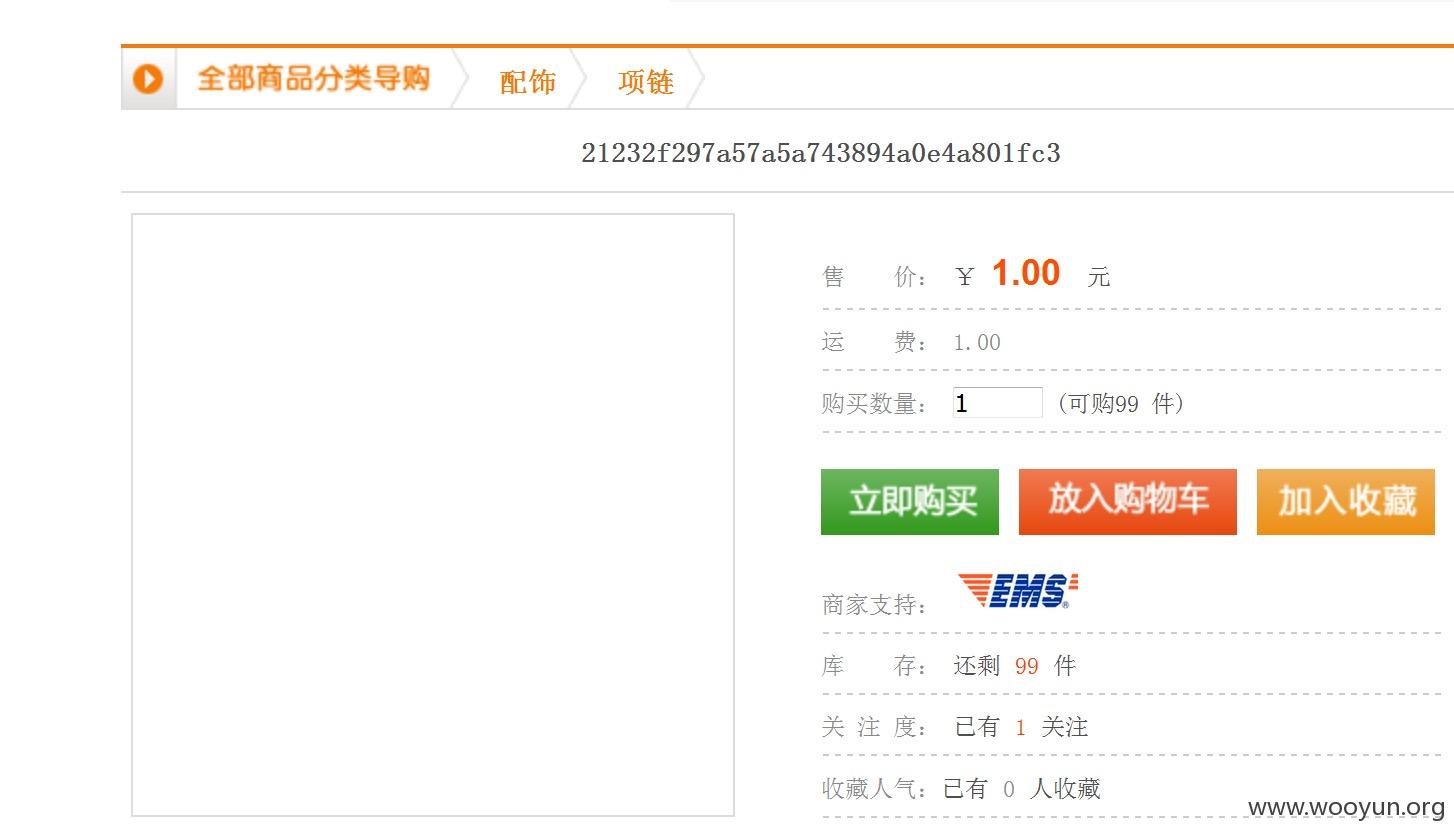 全部商品分类导购 配饰 项链
21232f297a57a5a743894a0e4a801fc3
售 价： ￥ 1.00 元
运 费： 1.00
购买数量： 1 (可购99 件)
立即购买 放入购物车 加入收藏
商家支持： EMS®
库 存： 还剩 99 件
关 注 度： 已有 1 关注
收藏人气： 已有 0 人收藏
www.wooyun.org